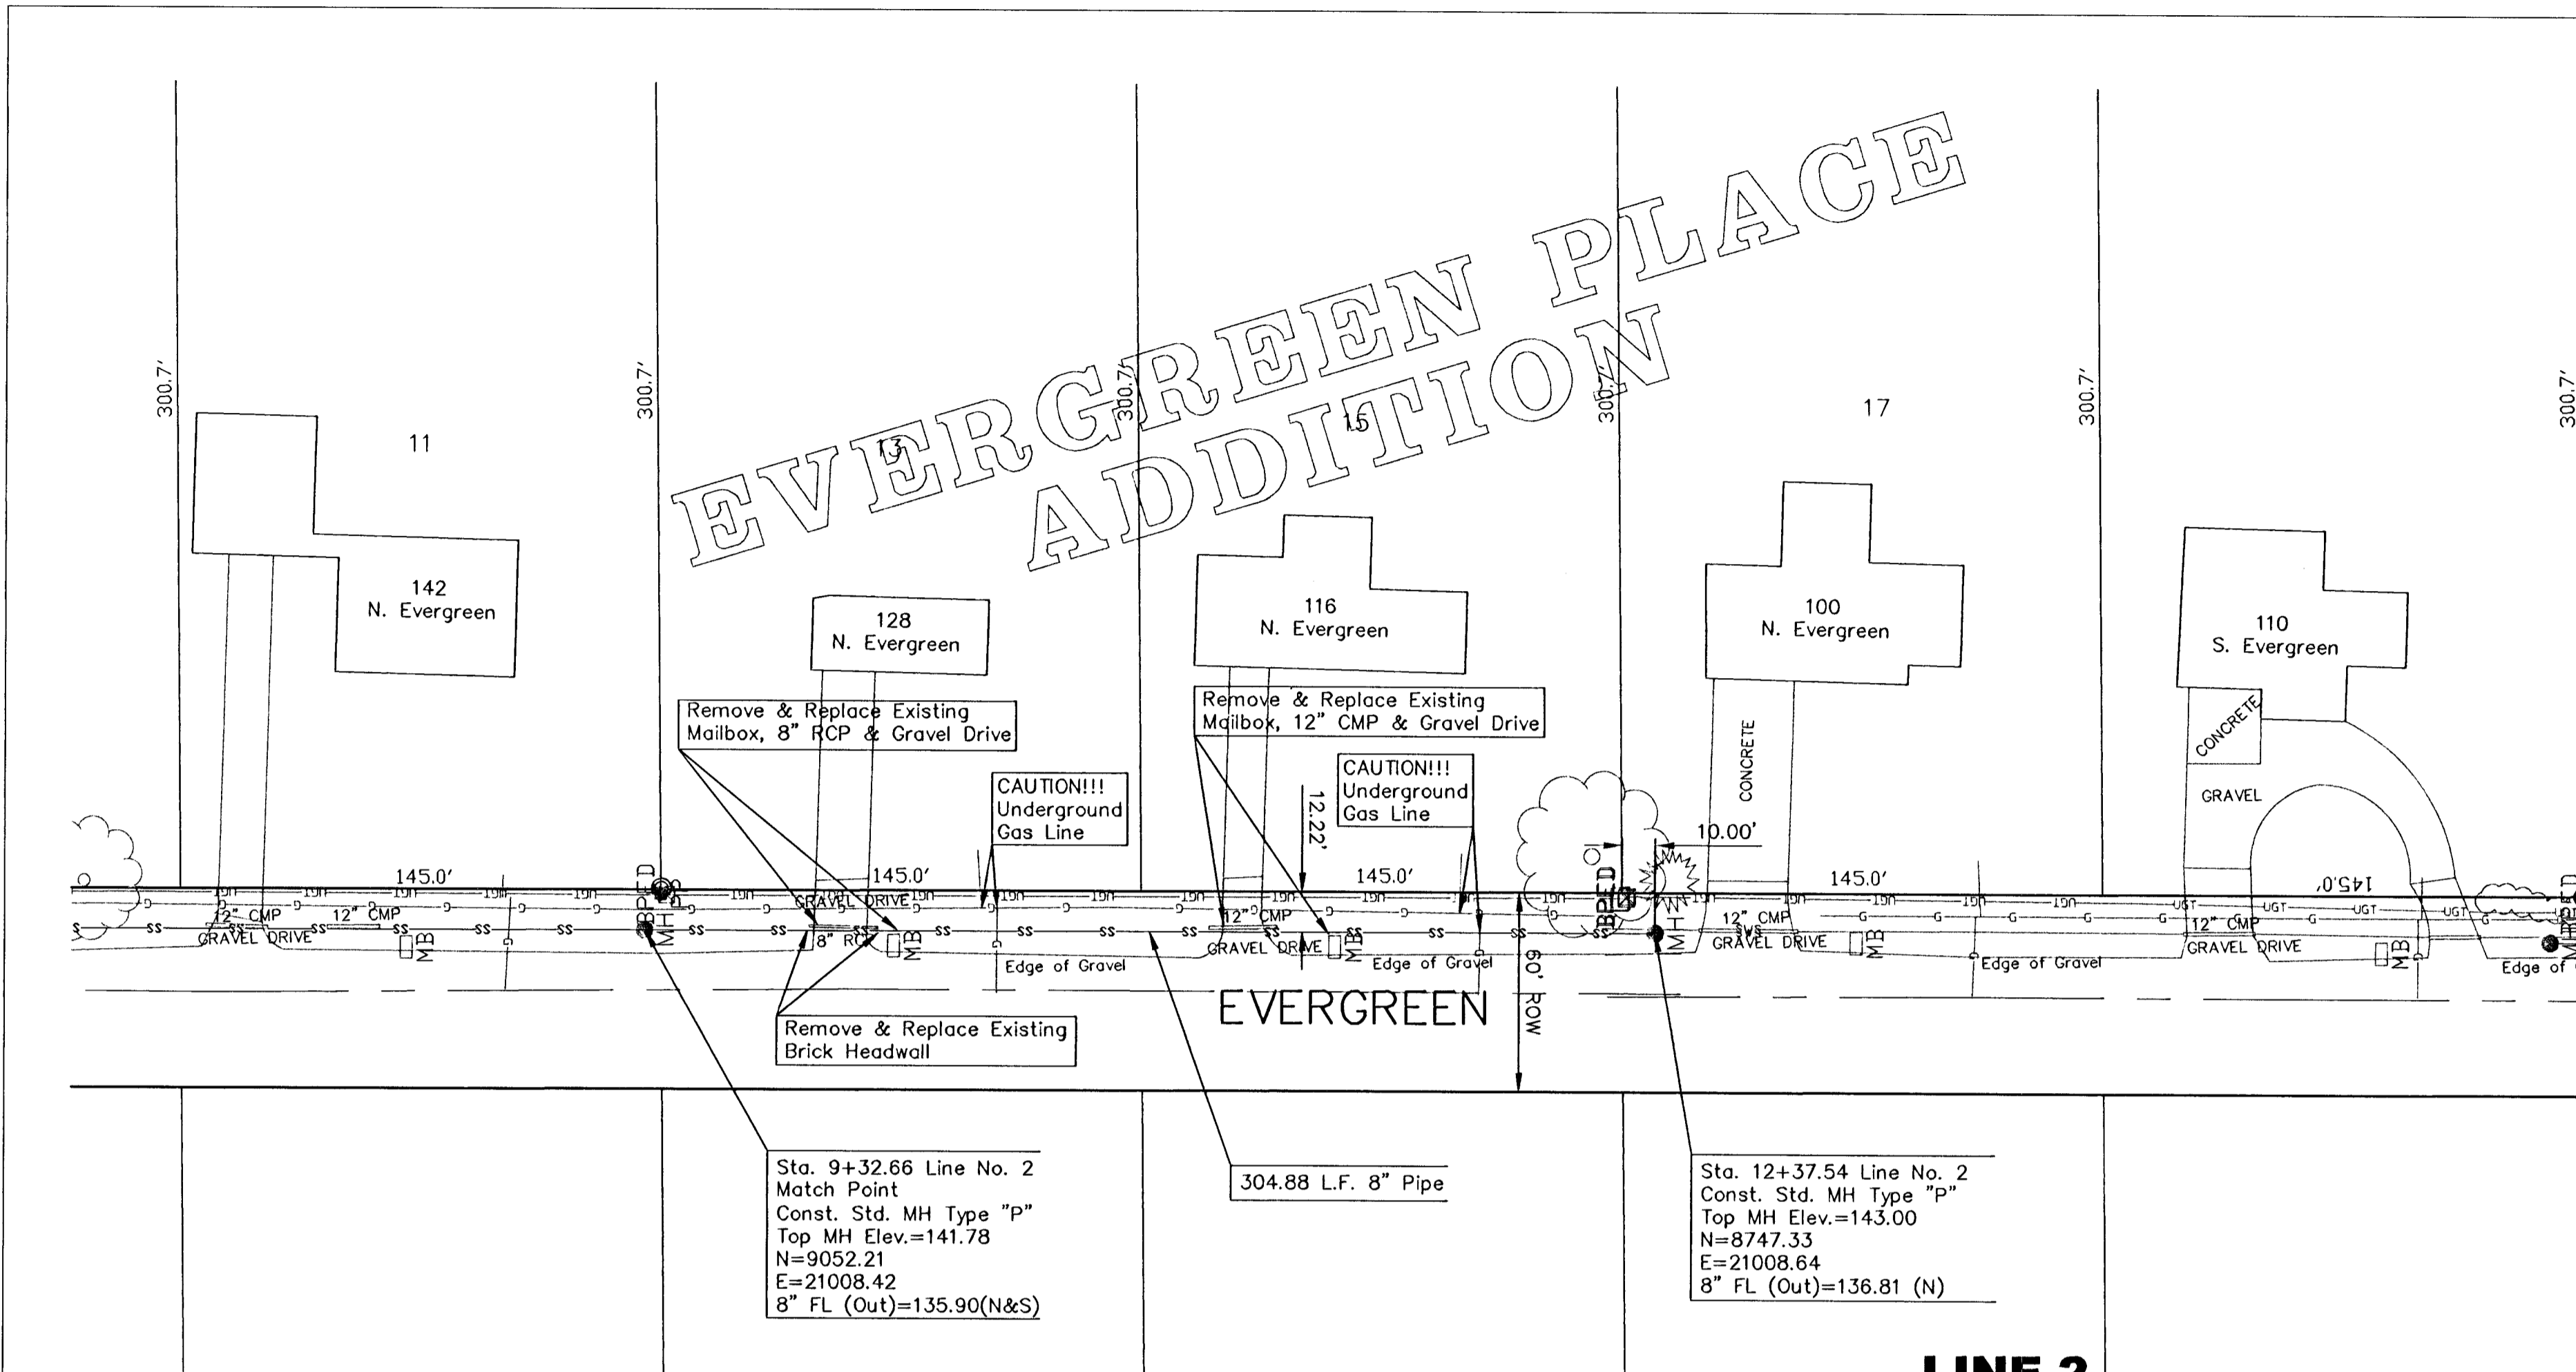 EVERGREEN PLACE
ADDITION
300.7'
300.7'
300.7'
300.7'
300.7'
300.7'
11
13
15
17
142
N. Evergreen
128
N. Evergreen
116
N. Evergreen
100
N. Evergreen
110
S. Evergreen
Remove & Replace Existing
Mailbox, 8" RCP & Gravel Drive
Remove & Replace Existing
Mailbox, 12" CMP & Gravel Drive
CAUTION!!!
Underground
Gas Line
CAUTION!!!
Underground
Gas Line
12.22'
10.00'
CONCRETE
CONCRETE
GRAVEL
145.0'
145.0'
145.0'
145.0'
145.0'
BPED
MH
BPED
MH
12" CMP
12" CMP
GRAVEL DRIVE
MB
GRAVEL DRIVE
8" RCP
MB
12" CMP
GRAVEL DRIVE
MB
12" CMP
GRAVEL DRIVE
MB
12" CMP
GRAVEL DRIVE
MB
Edge of Gravel
Edge of Gravel
Edge of Gravel
Edge of
EVERGREEN
60' ROW
Remove & Replace Existing
Brick Headwall
Sta. 9+32.66 Line No. 2
Match Point
Const. Std. MH Type "P"
Top MH Elev.=141.78
N=9052.21
E=21008.42
8" FL (Out)=135.90(N&S)
304.88 L.F. 8" Pipe
Sta. 12+37.54 Line No. 2
Const. Std. MH Type "P"
Top MH Elev.=143.00
N=8747.33
E=21008.64
8" FL (Out)=136.81 (N)
LINE 2